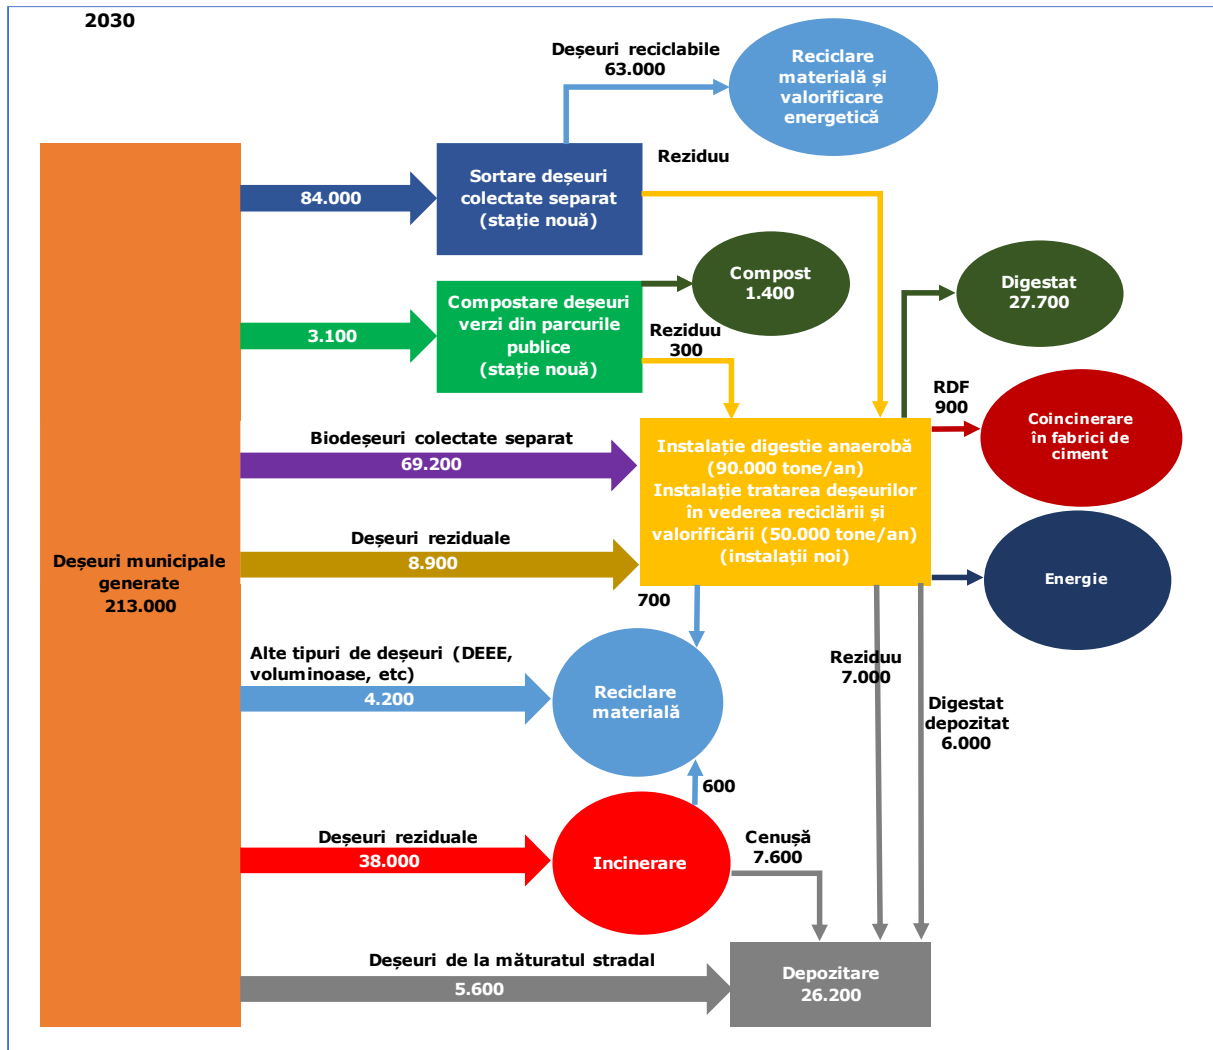 2030
Deșeuri reciclabile
63.000
Reciclare
materială și
valorificare
energetică
Reziduu
84.000
Sortare deșeuri
colectate separat
(stație nouă)
Compost
1.400
Digestat
27.700
3.100
Compostare deșeuri
verzi din parcurile
publice
(stație nouă)
Reziduu
300
RDF
900
Coincinerare
în fabrici de
ciment
Biodeșeuri colectate separat
69.200
Instalație digestie anaerobă
(90.000 tone/an)
Instalație tratarea deșeurilor
în vederea reciclării și
valorificării (50.000 tone/an)
(instalații noi)
Deșeuri reziduale
8.900
Deșeuri municipale
generate
213.000
Energie
700
Alte tipuri de deșeuri (DEEE,
voluminoase, etc)
4.200
Reciclare
materială
Reziduu
7.000
Digestat
depozitat
6.000
600
Deșeuri reziduale
38.000
Incinerare
Cenușă
7.600
Deșeuri de la măturatul stradal
5.600
Depozitare
26.200